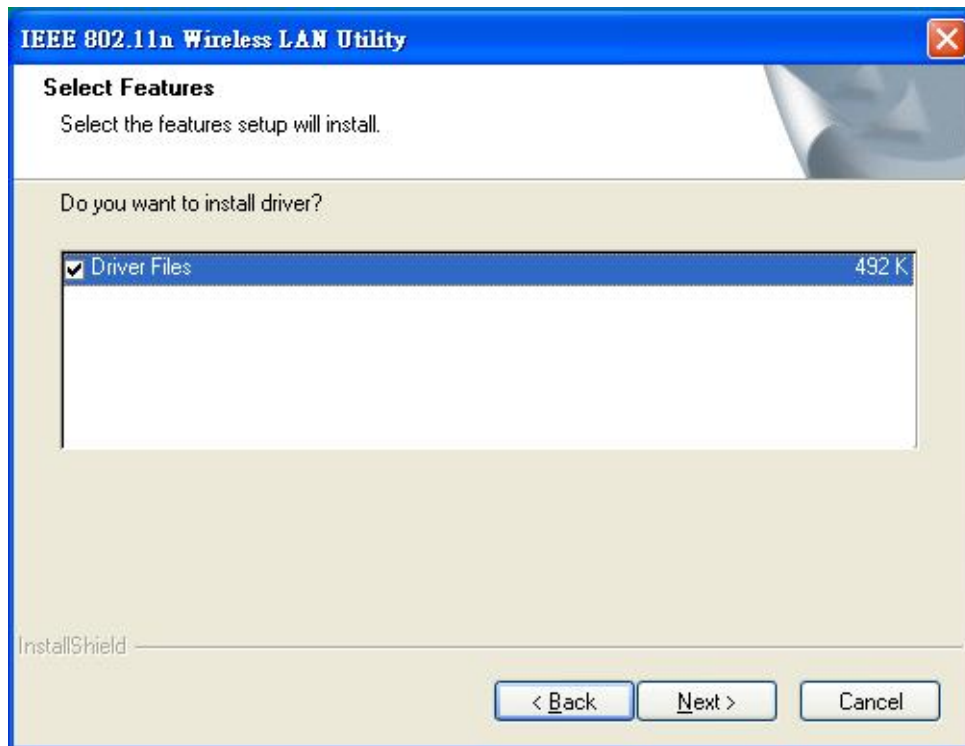 IEEE 802.11n Wireless LAN Utility
Select Features
Select the features setup will install.
Do you want to install driver?
Driver Files 492 K
InstallShield
< Back Next > Cancel